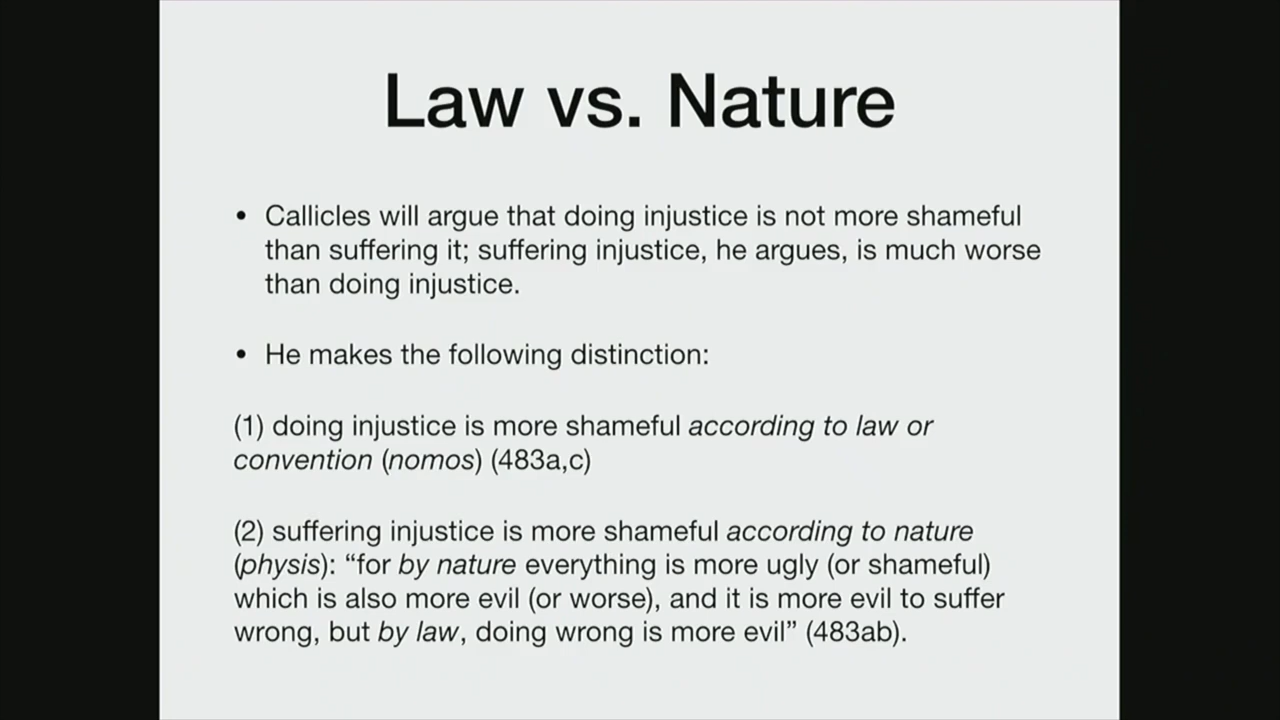 Law vs. Nature
• Callicles will argue that doing injustice is not more shameful
than suffering it; suffering injustice, he argues, is much worse
than doing injustice.
• He makes the following distinction:
(1) doing injustice is more shameful according to law or
convention (nomos) (483a,c)
(2) suffering injustice is more shameful according to nature
(physis): “for by nature everything is more ugly (or shameful)
which is also more evil (or worse), and it is more evil to suffer
wrong, but by law, doing wrong is more evil” (483ab).